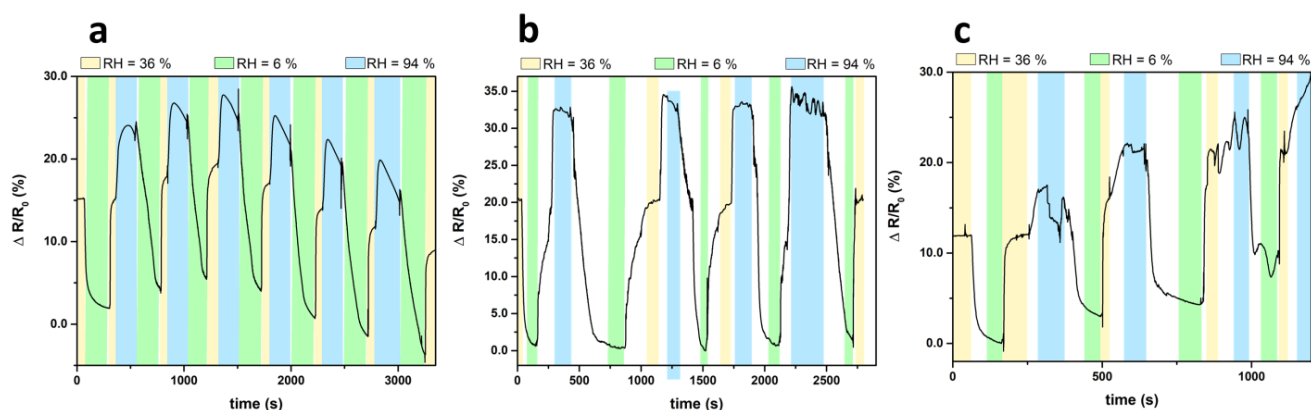 a
RH = 36 % RH = 6 % RH = 94 %
30.0
20.0
10.0
0.0
Δ R/R0 (%)
0 1000 2000 3000
time (s)
b
RH = 36 % RH = 6 % RH = 94 %
35.0
30.0
25.0
20.0
15.0
10.0
5.0
0.0
Δ R/R0 (%)
0 500 1000 1500 2000 2500
time (s)
c
RH = 36 % RH = 6 % RH = 94 %
30.0
20.0
10.0
0.0
Δ R/R0 (%)
0 500 1000
time (s)